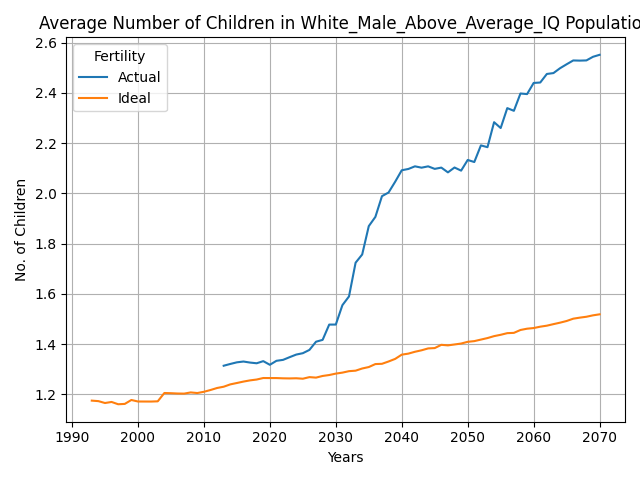 Average Number of Children in White_Male_Above_Average_IQ Populatio
Fertility
Actual
Ideal
No. of Children
2.6
2.4
2.2
2.0
1.8
1.6
1.4
1.2
1990 2000 2010 2020 2030 2040 2050 2060 2070
Years